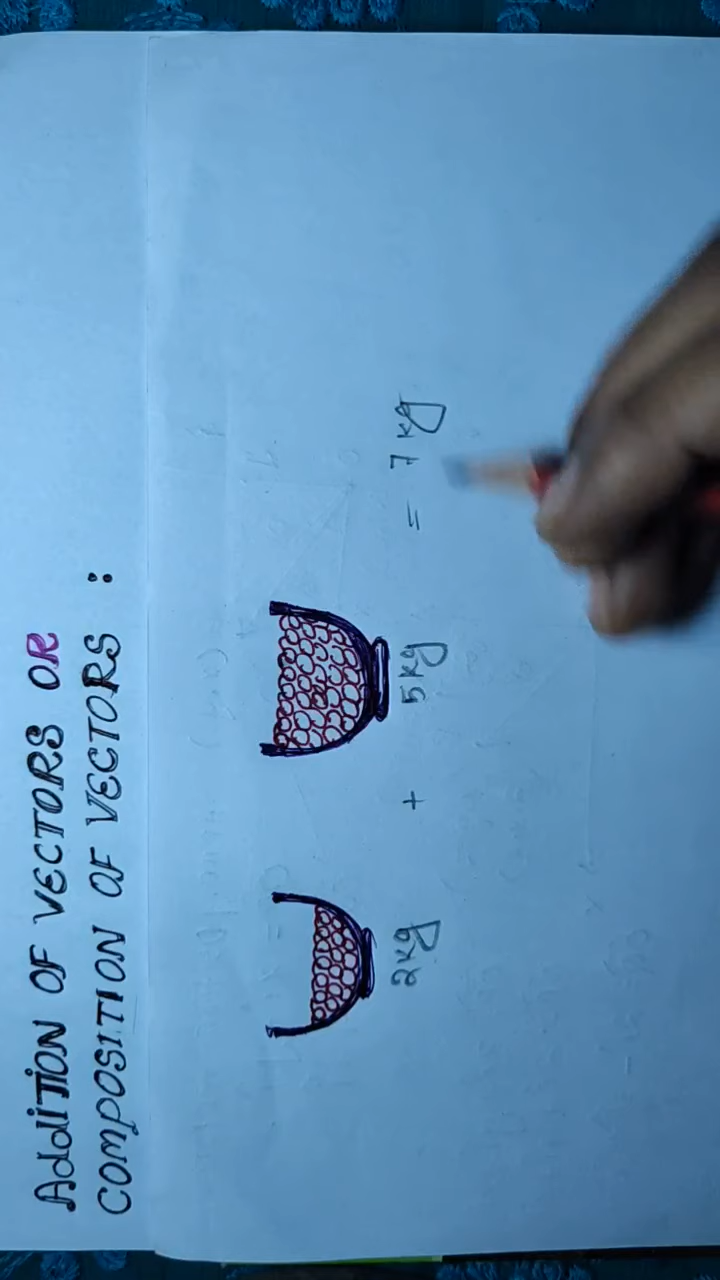 Addition OF VECTORS OR
COMPOSITION OF VECTORS :
2kg + 5kg = 7kg